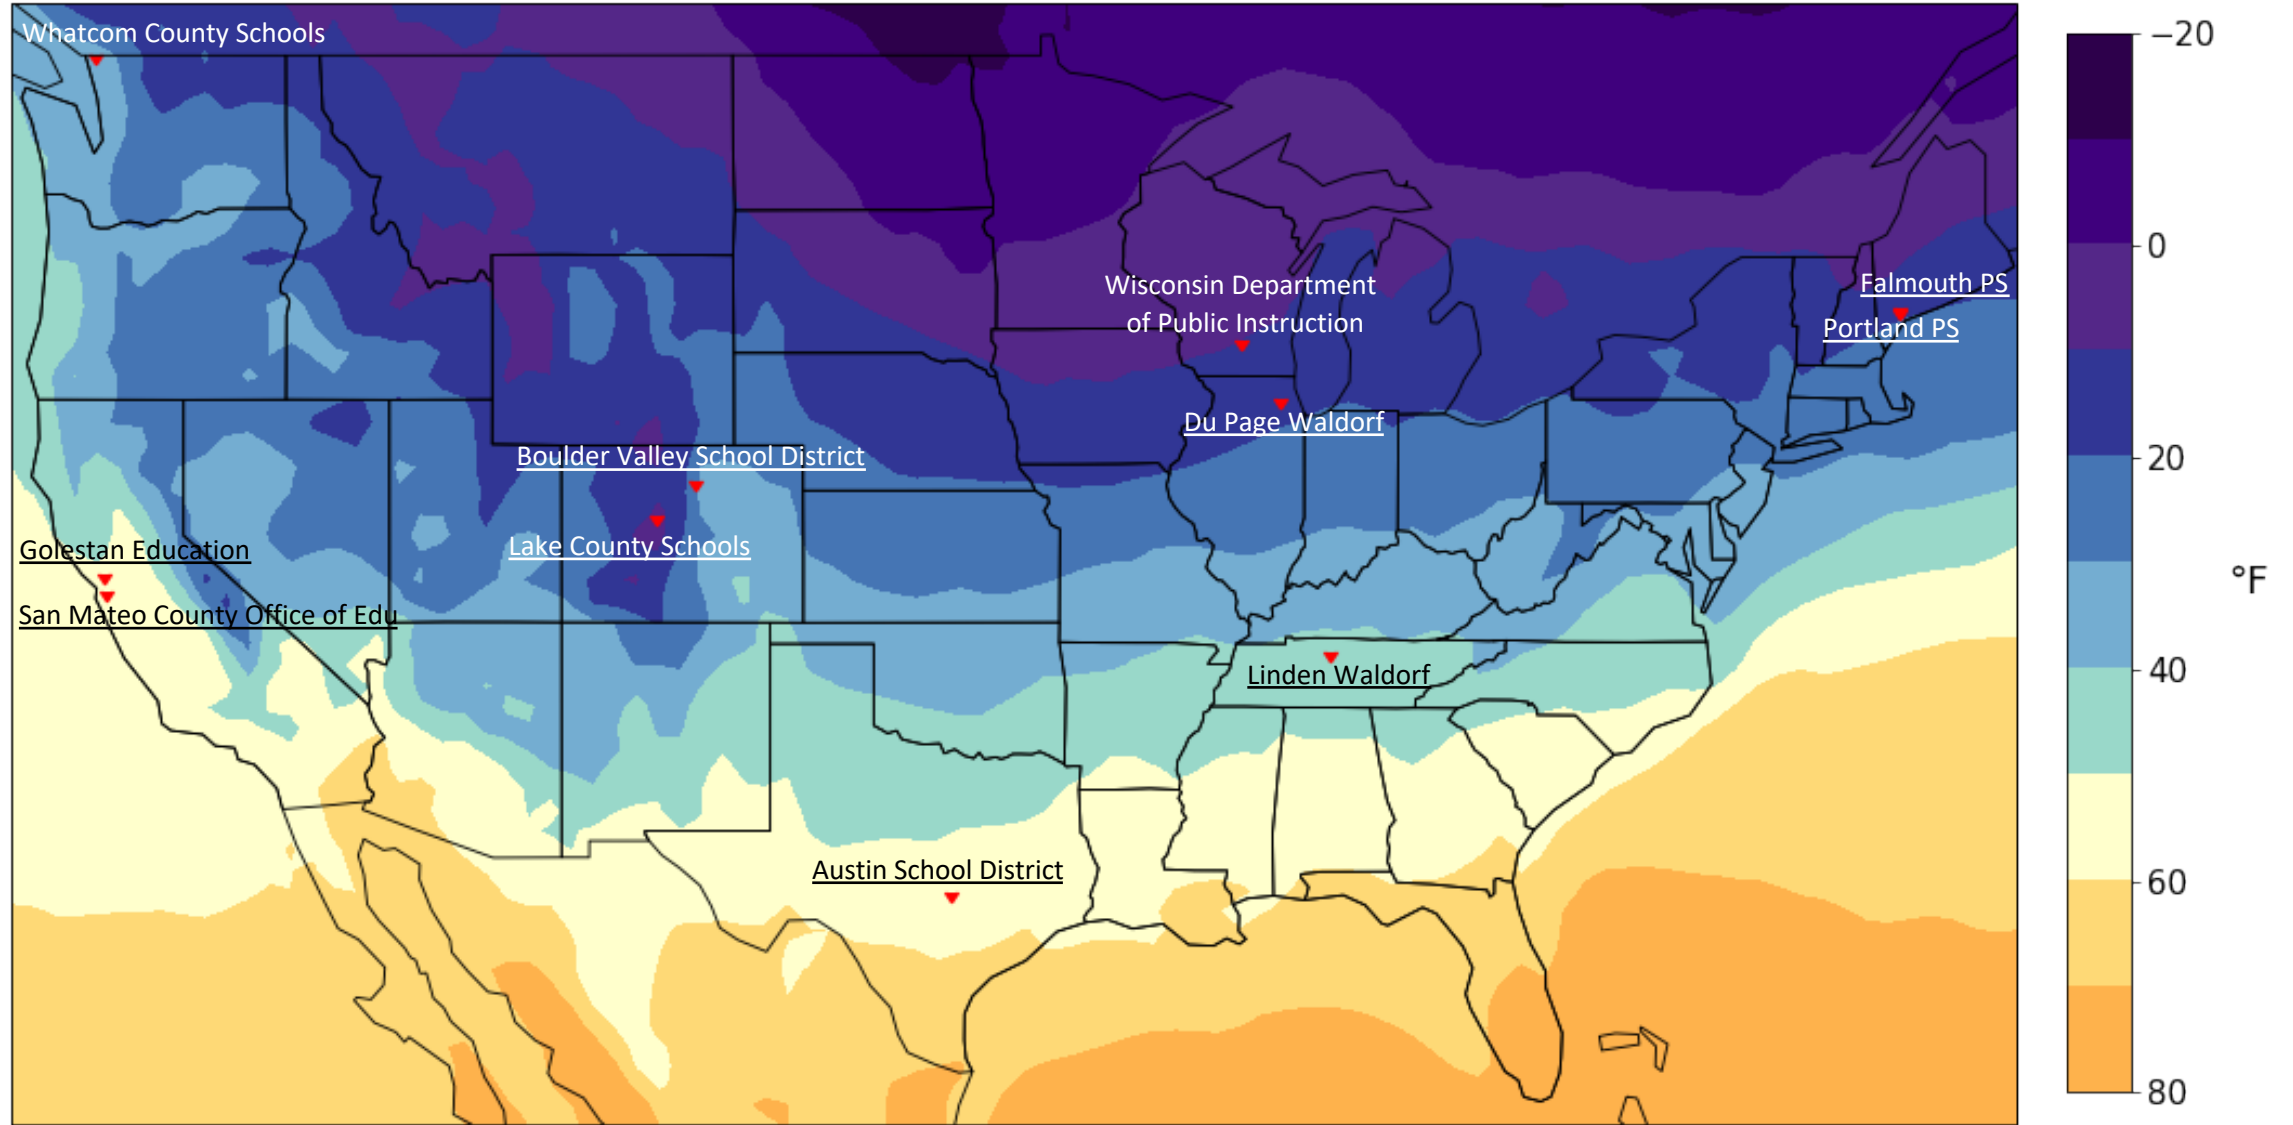 Whatcom County Schools
−20
0
Wisconsin Department
of Public Instruction
Falmouth PS
Portland PS
Du Page Waldorf
20
Boulder Valley School District
Lake County Schools
Golestan Education
San Mateo County Office of Edu
°F
Linden Waldorf
40
Austin School District
60
80